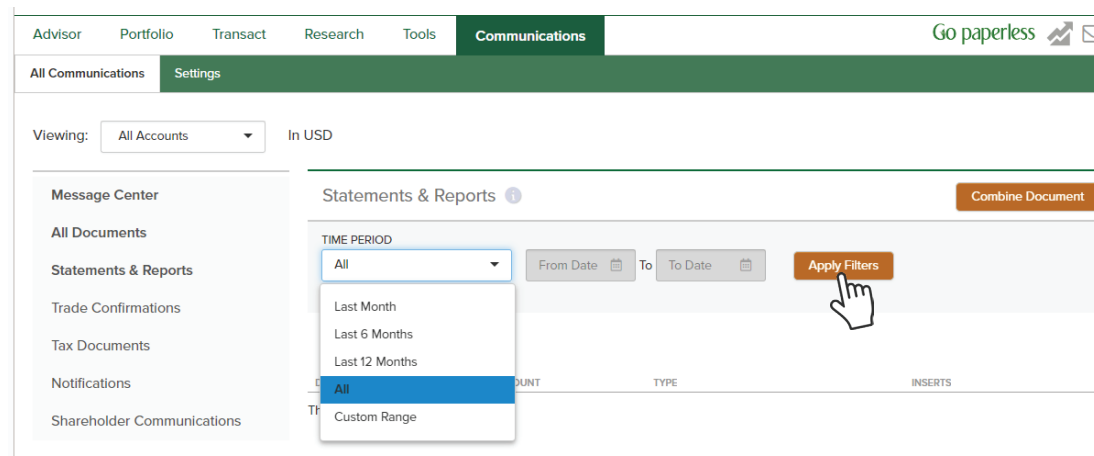 Advisor Portfolio Transact Research Tools Communications Go paperless
All Communications Settings
Viewing: All Accounts In USD
Message Center
All Documents
Statements & Reports
Trade Confirmations
Tax Documents
Notifications
Shareholder Communications
Statements & Reports i Combine Document
TIME PERIOD
All From Date To To Date Apply Filters
Last Month
Last 6 Months
Last 12 Months
All
Custom Range
TYPE INSERTS